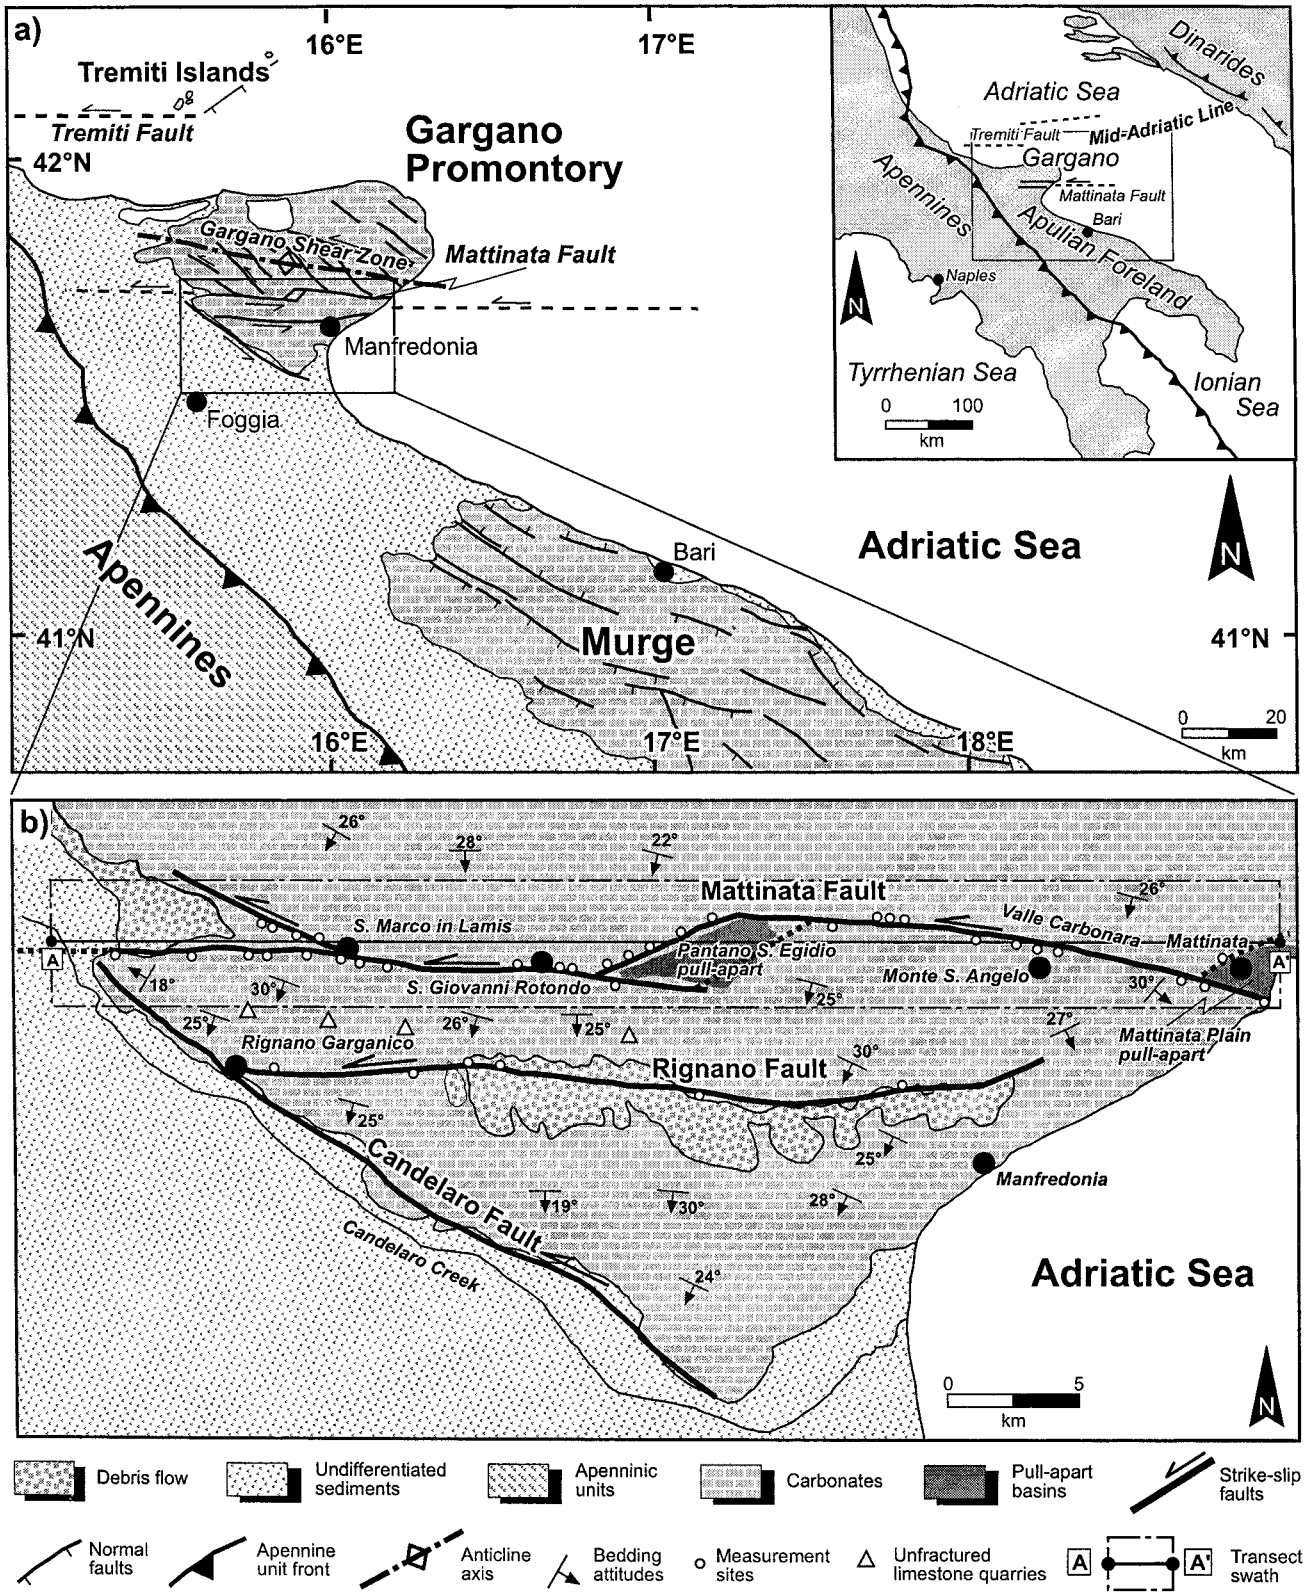 a)
16°E
17°E
Tremiti Islands
Tremiti Fault
42°N
Gargano
Promontory
Gargano Shear Zone
Mattinata Fault
Manfredonia
Foggia
Apennines
41°N
Bari
Murge
Adriatic Sea
N
41°N
16°E
17°E
18°E
0 20
km
Dinarides
Adriatic Sea
Mid-Adriatic Line
Tremiti Fault
Gargano
Mattinata Fault
Apennines
Bari
Apulian Foreland
Naples
N
Tyrrhenian Sea
Ionian
Sea
0 100
km
b)
26°
28°
22°
Mattinata Fault
26°
S. Marco in Lamis
Valle Carbonara
Mattinata
A
A'
Pantano S. Egidio
pull-apart
18°
30°
S. Giovanni Rotondo
Monte S. Angelo
30°
25°
25°
26°
25°
27°
Mattinata Plain
pull-apart
Rignano Garganico
Rignano Fault
30°
25°
25°
Candelaro Fault
Manfredonia
19°
30°
28°
Candelaro Creek
24°
Adriatic Sea
0 5
km
N
Debris flow
Undifferentiated
sediments
Apenninic
units
Carbonates
Pull-apart
basins
Strike-slip
faults
Normal
faults
Apennine
unit front
Anticline
axis
Bedding
attitudes
Measurement
sites
Unfractured
limestone quarries
A
A'
Transect
swath